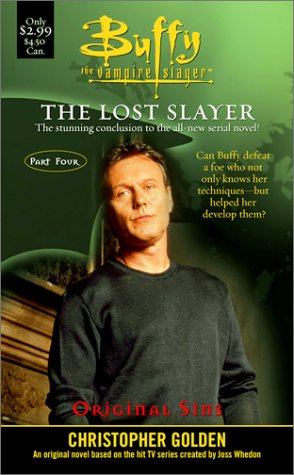 Only
$2.99
$4.50
Can.
Buffy
the vampire slayer™
THE LOST SLAYER
The stunning conclusion to the all-new serial novel!
PART FOUR
Can Buffy defeat
a foe who not
only knows her
techniques—but
helped her
develop them?
Original Sins
CHRISTOPHER GOLDEN
An original novel based on the hit TV series created by Joss Whedon